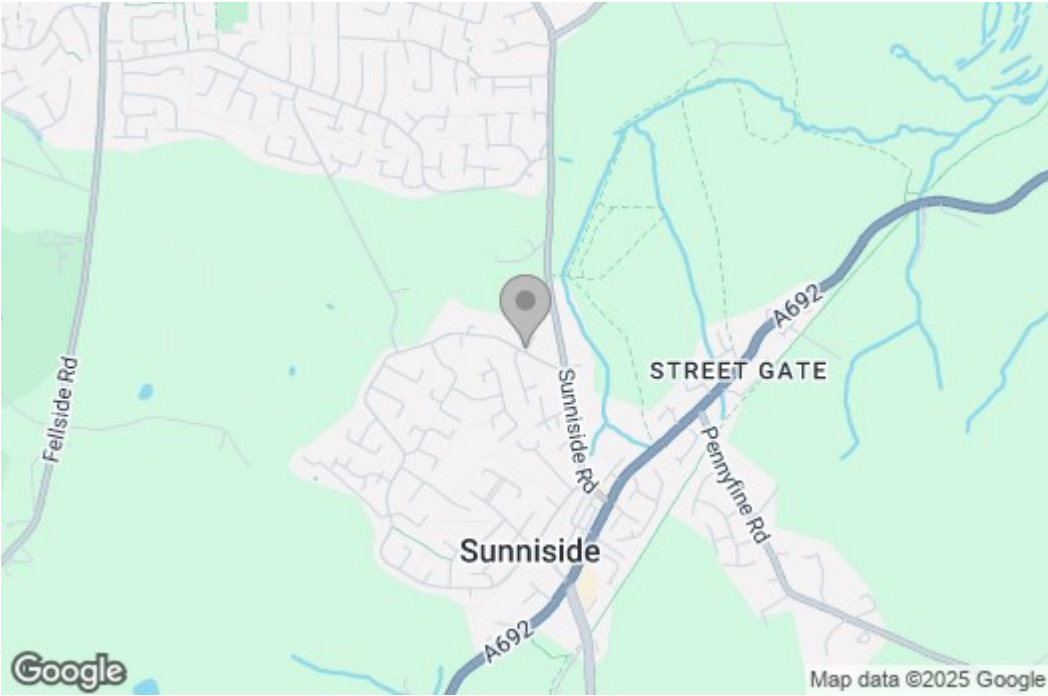 A692
STREET GATE
Fellside Rd
Sunniside Rd
Pennyfine Rd
Sunniside
A692
Google
Map data ©2025 Google